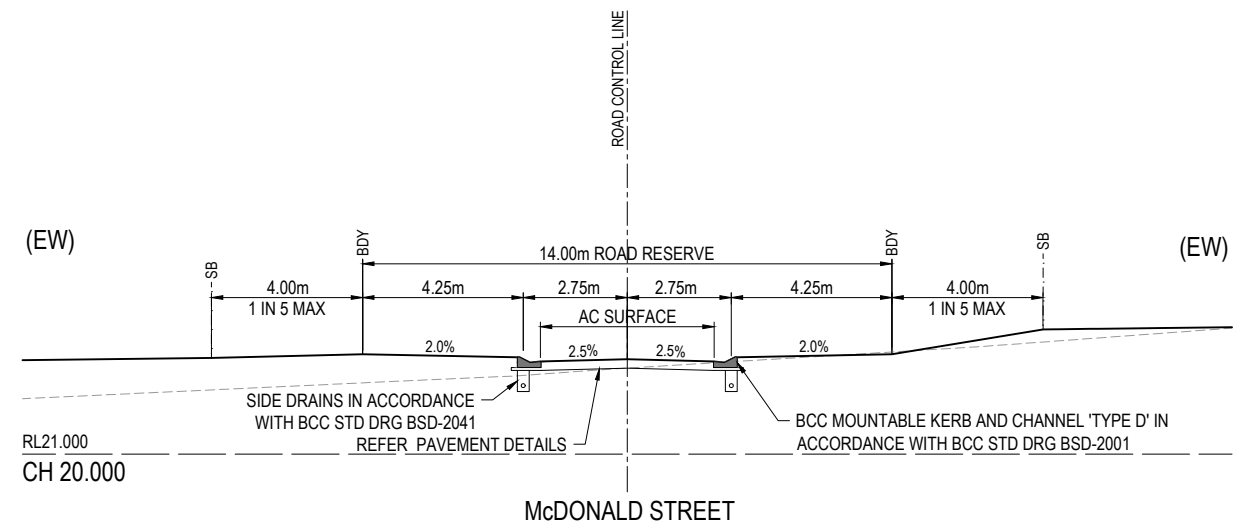 ROAD CONTROL LINE
(EW)
(EW)
SB
BDY
14.00m ROAD RESERVE
BDY
SB
4.00m
4.25m
2.75m
2.75m
4.25m
4.00m
1 IN 5 MAX
AC SURFACE
1 IN 5 MAX
2.0%
2.5%
2.5%
2.0%
SIDE DRAINS IN ACCORDANCE
WITH BCC STD DRG BSD-2041
REFER PAVEMENT DETAILS
BCC MOUNTABLE KERB AND CHANNEL 'TYPE D' IN
ACCORDANCE WITH BCC STD DRG BSD-2001
RL21.000
CH 20.000
McDONALD STREET